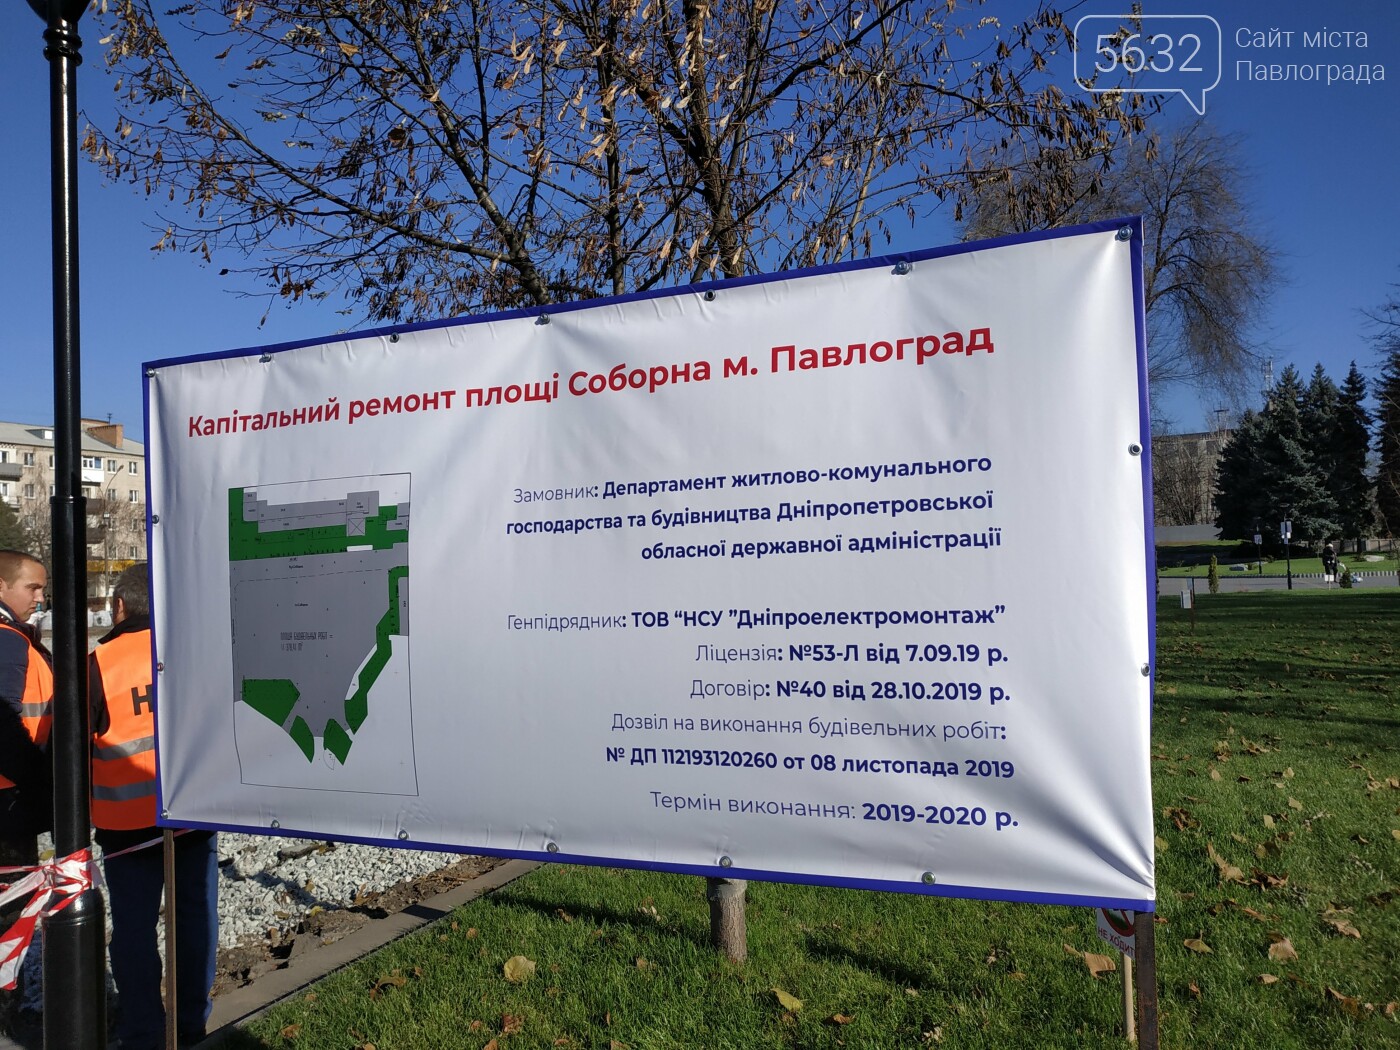 5632
Сайт міста
Павлограда
Капітальний ремонт площі Соборна м. Павлоград
Замовник: Департамент житлово-комунального
господарства та будівництва Дніпропетровської
обласної державної адміністрації
Генпідрядник: ТОВ “НСУ ”Дніпроелектромонтаж”
Ліцензія: №53-Л від 7.09.19 р.
Договір: №40 від 28.10.2019 р.
Дозвіл на виконання будівельних робіт:
№ ДП 112193120260 от 08 листопада 2019
Термін виконання: 2019-2020 р.
Н
НЕ ХОДИТ